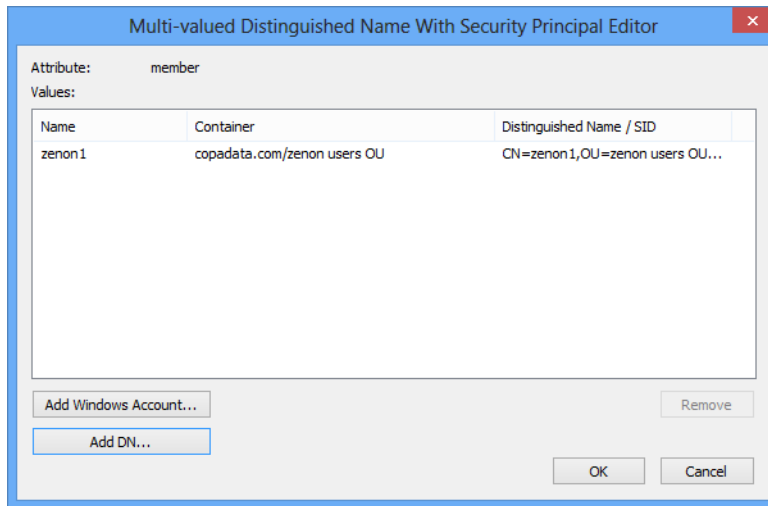 Multi-valued Distinguished Name With Security Principal Editor
Attribute: member
Values:
Name Container Distinguished Name / SID
zenon1 copadata.com/zenon users OU CN=zenon1,OU=zenon users OU...
Add Windows Account... Remove
Add DN...
OK Cancel